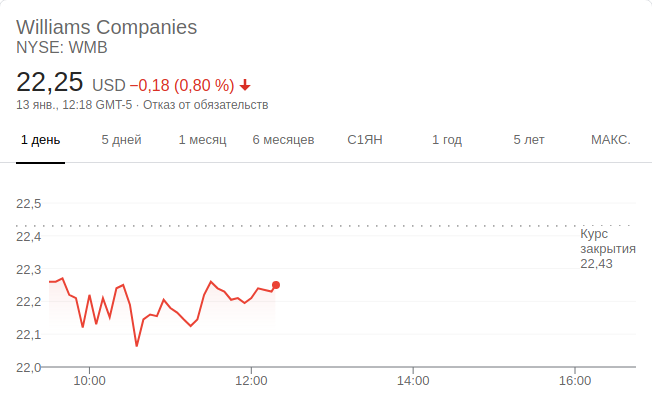 Williams Companies
NYSE: WMB
22,25 USD −0,18 (0,80 %)
13 янв., 12:18 GMT-5 · Отказ от обязательств
1 день 5 дней 1 месяц 6 месяцев С1ЯН 1 год 5 лет МАКС.
22,5
22,4
Курс
закрытия
22,43
22,3
22,2
22,1
22,0
10:00 12:00 14:00 16:00